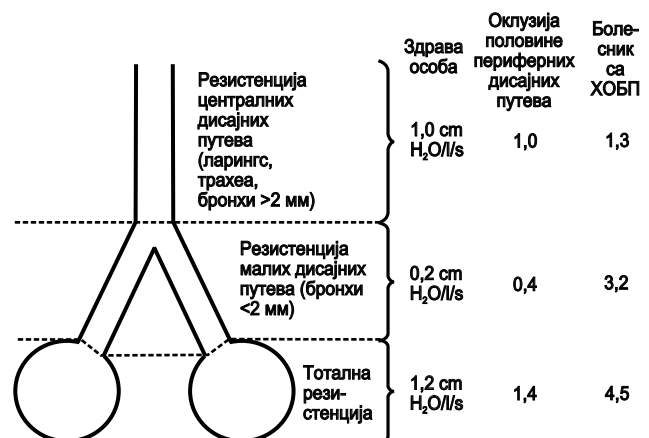 Здрава
особа
Оклузија
половине
периферних
дисајних
путева
Боле-
сник
са
ХОБП
Резистенција
централних
дисајних
путева
(ларингс,
трахеа,
бронхи >2 мм)
1,0 cm
H₂O/l/s
1,0
1,3
Резистенција
малих дисајних
путева (бронхи
<2 мм)
0,2 cm
H₂O/l/s
0,4
3,2
Тотална
рези-
стенција
1,2 cm
H₂O/l/s
1,4
4,5